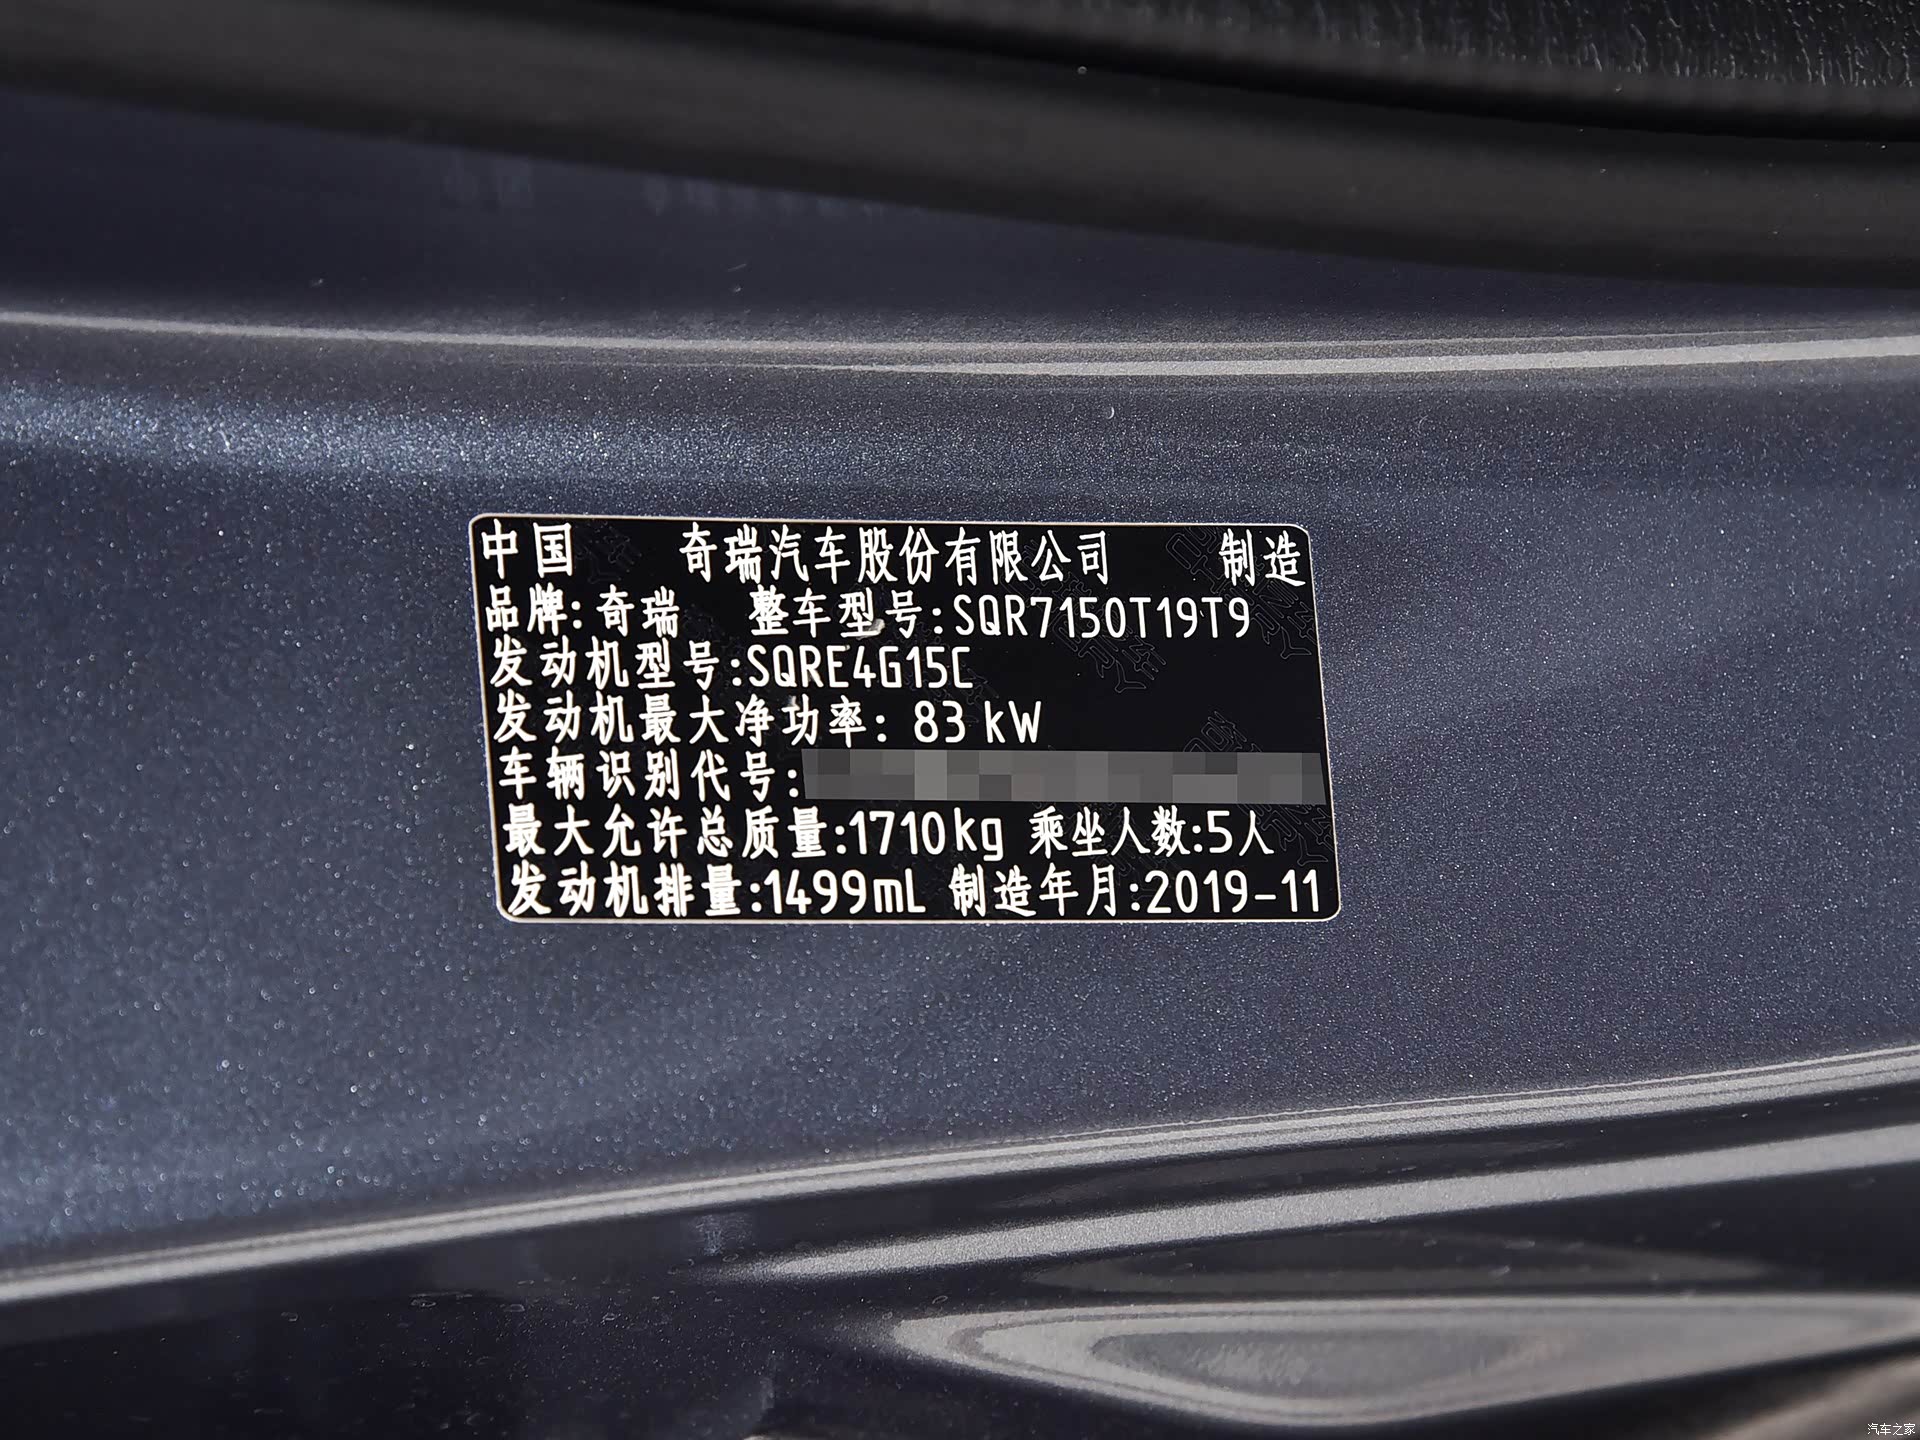 中国 奇瑞汽车股份有限公司 制造
品牌:奇瑞 整车型号:SQR7150T19T9
发动机型号:SQRE4G15C
发动机最大净功率: 83 kW
车辆识别代号:
最大允许总质量:1710kg 乘坐人数:5人
发动机排量:1499mL 制造年月:2019-11
汽车之家